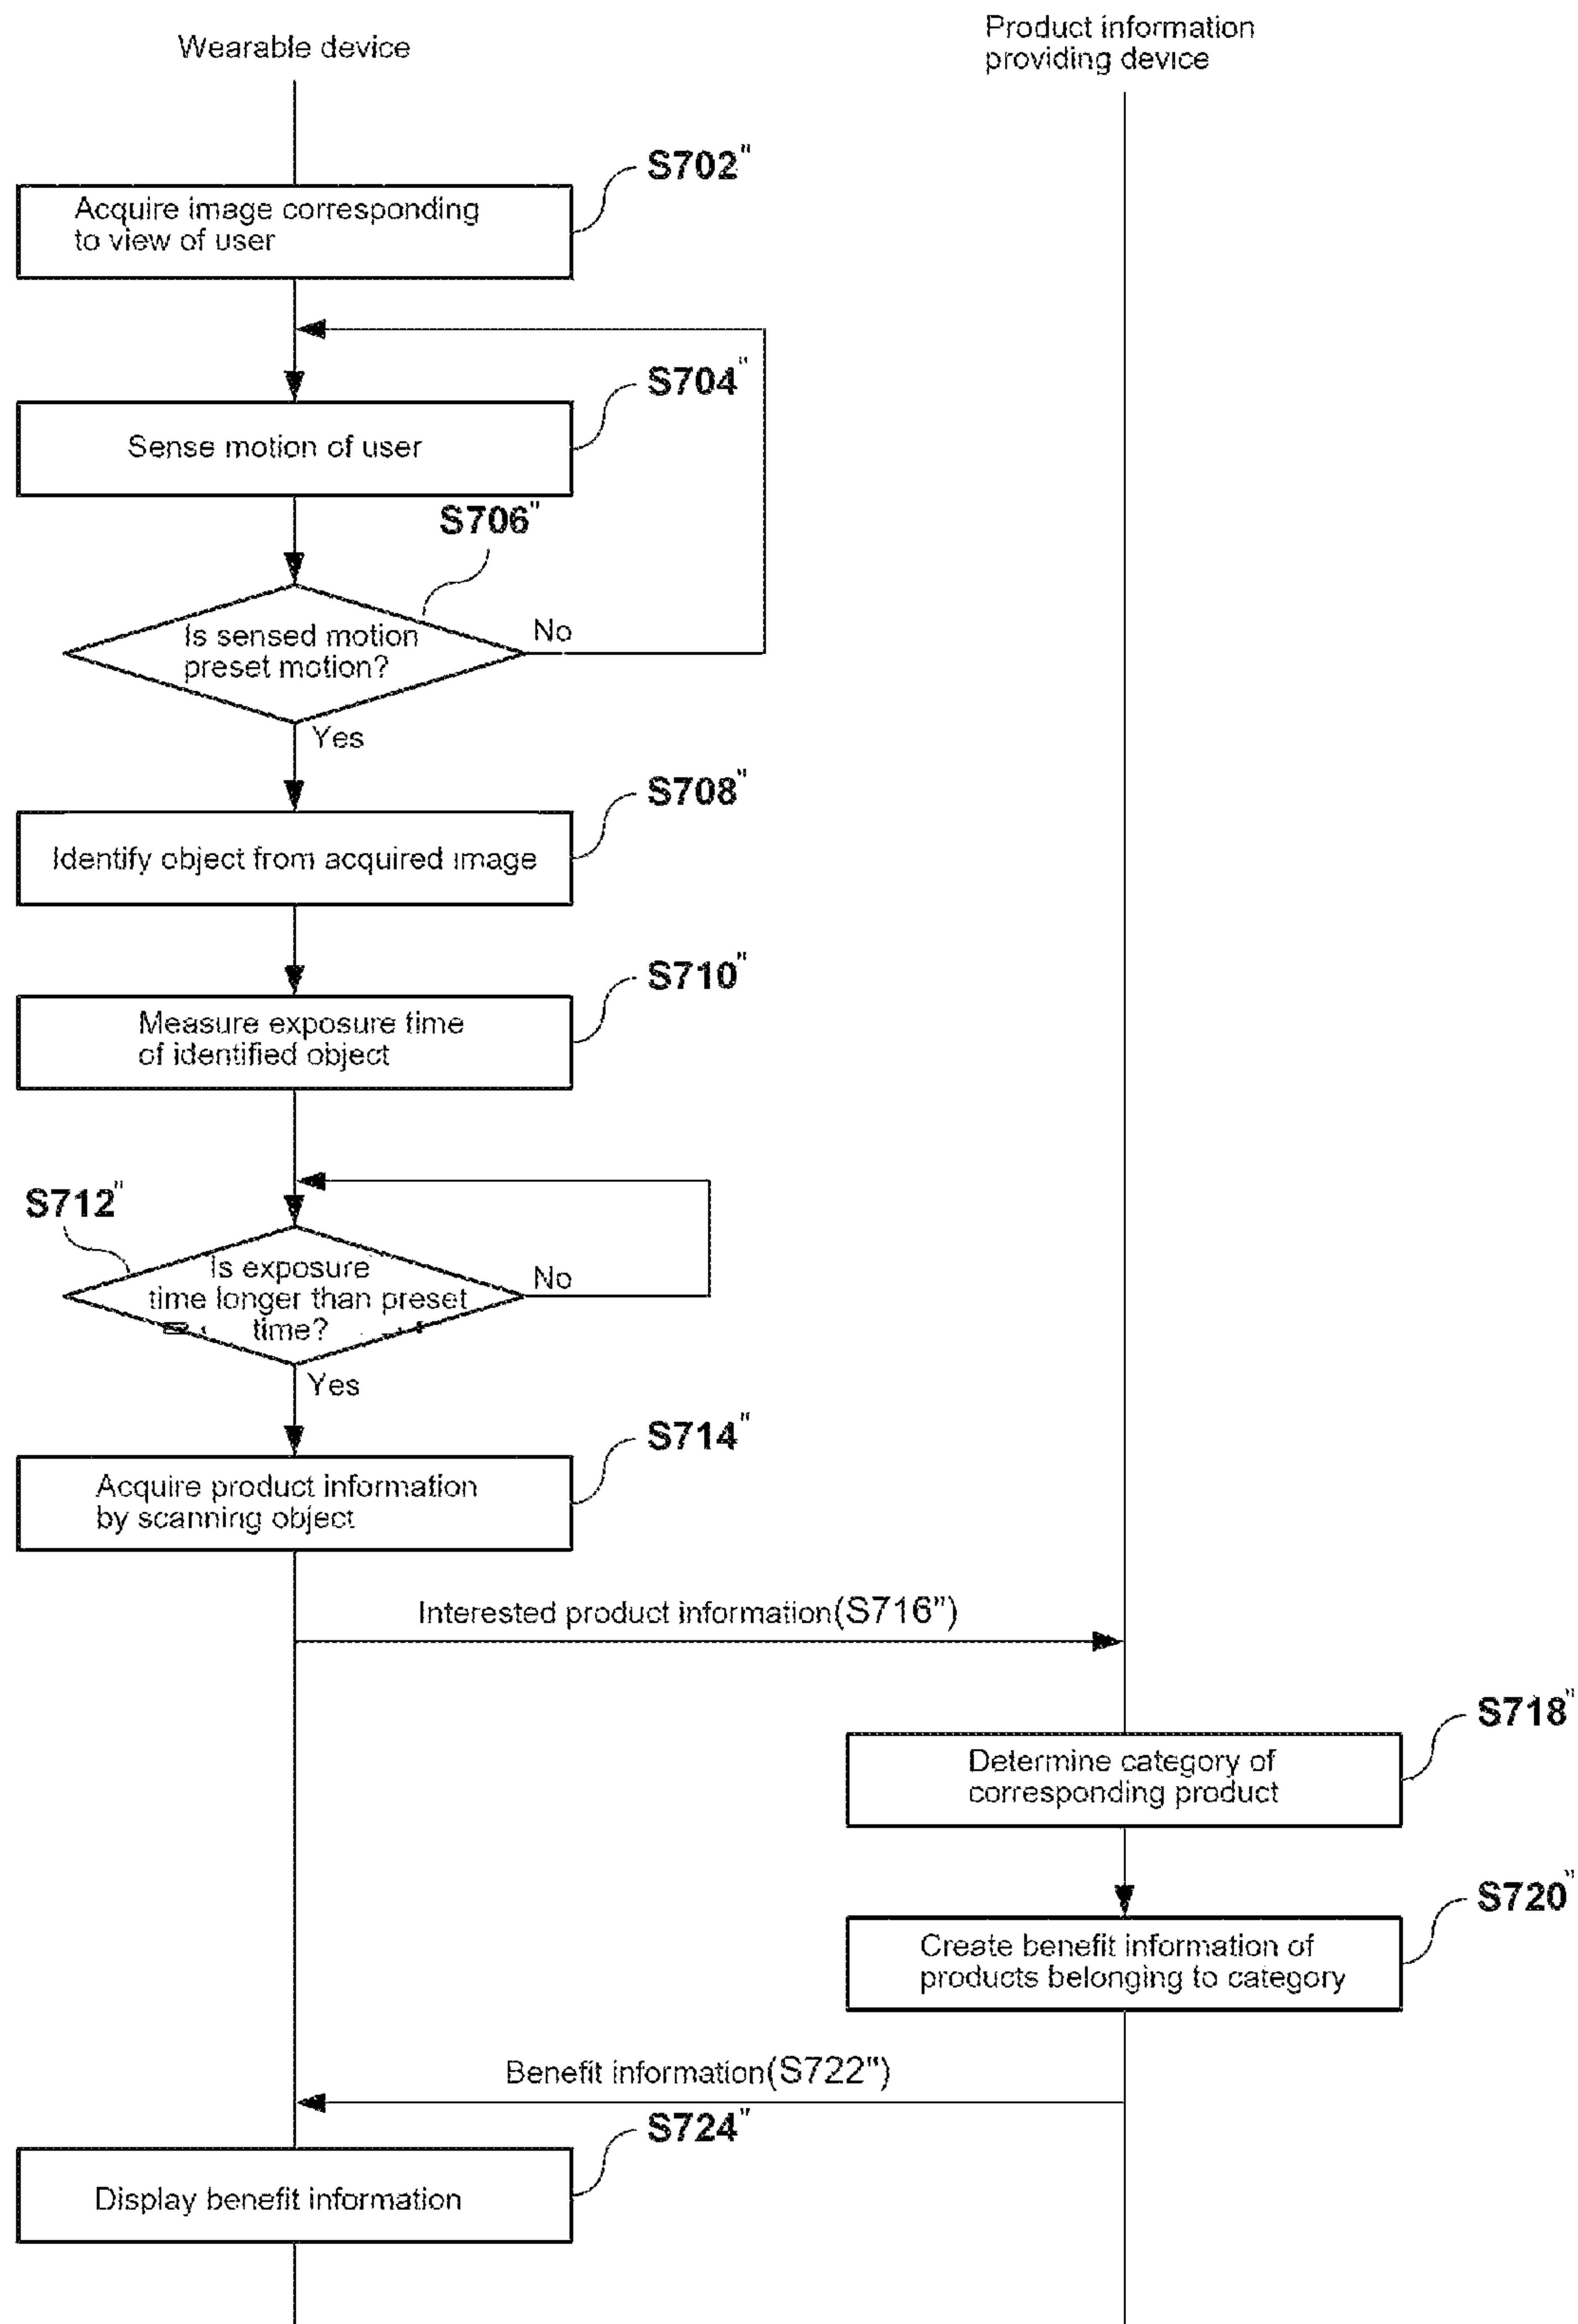 Wearable device
Product information
providing device
S702"
Acquire image corresponding
to view of user
S704"
Sense motion of user
S706"
Is sensed motion
preset motion?
No
Yes
S708"
Identify object from acquired image
S710"
Measure exposure time
of identified object
S712"
Is exposure
time longer than preset
time?
No
Yes
S714"
Acquire product information
by scanning object
Interested product information(S716")
S718"
Determine category of
corresponding product
S720"
Create benefit information of
products belonging to category
Benefit information(S722")
S724"
Display benefit information